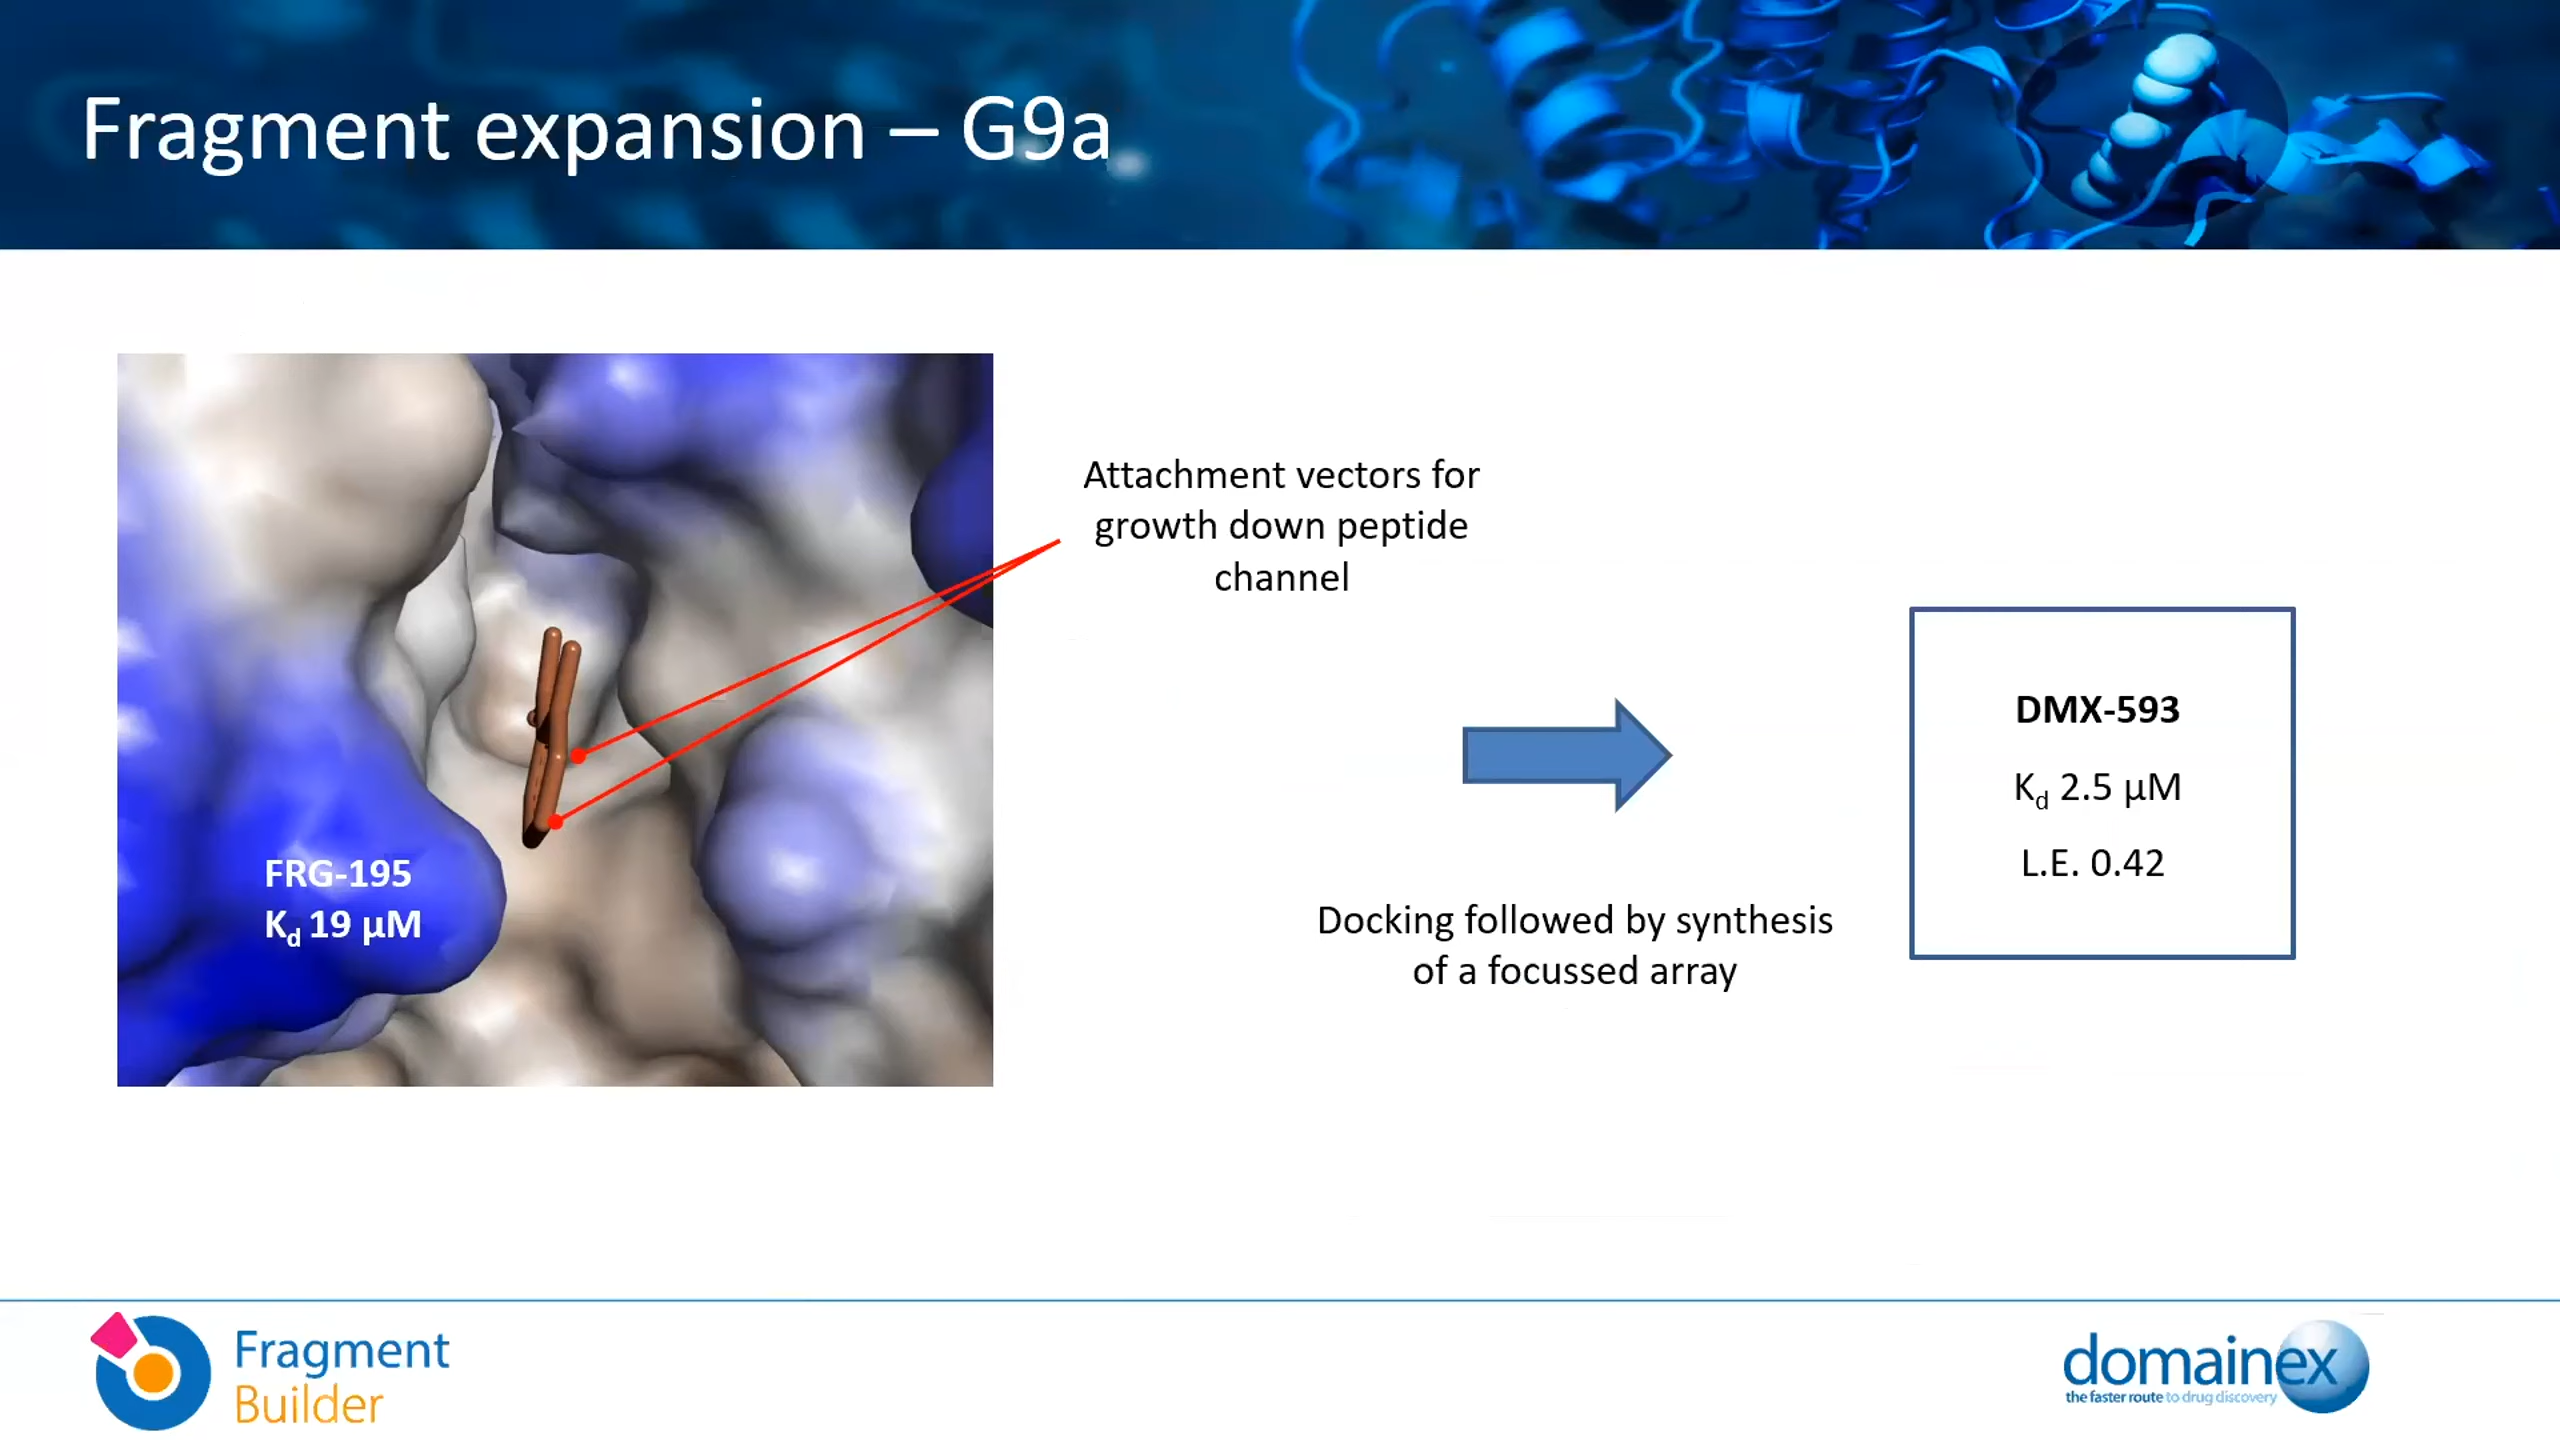 Fragment expansion – G9a
Attachment vectors for
growth down peptide
channel
FRG-195
Kd 19 µM
Docking followed by synthesis
of a focussed array
DMX-593
Kd 2.5 µM
L.E. 0.42
Fragment
Builder
domainex
the faster route to drug discovery